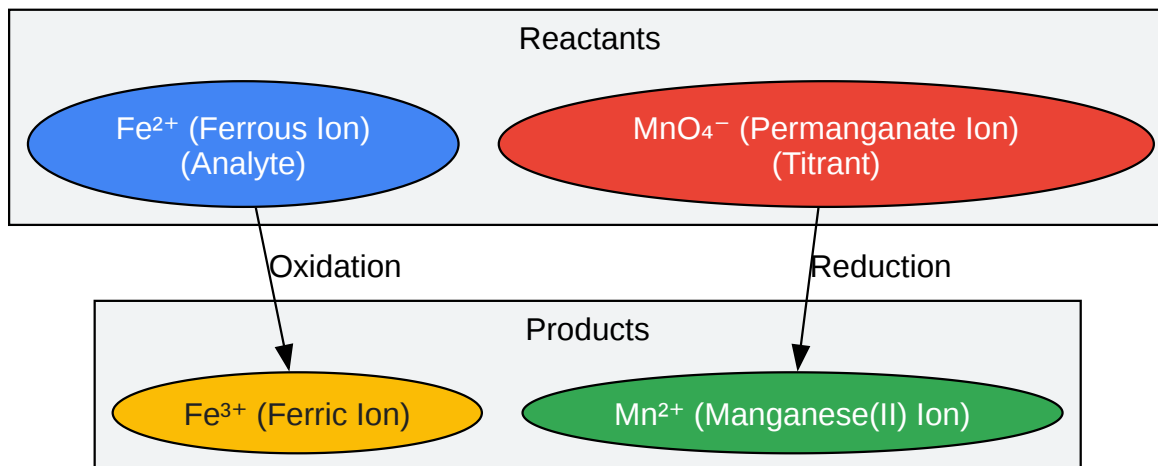 Reactants
Fe²⁺ (Ferrous Ion)
(Analyte)
MnO₄⁻ (Permanganate Ion)
(Titrant)
Oxidation
Reduction
Products
Fe³⁺ (Ferric Ion)
Mn²⁺ (Manganese(II) Ion)